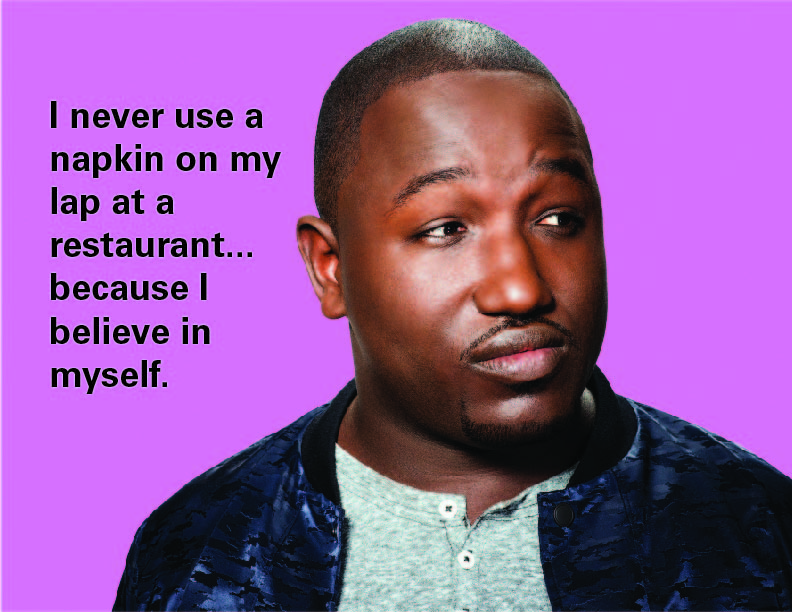 I never use a
napkin on my
lap at a
restaurant...
because I
believe in
myself.